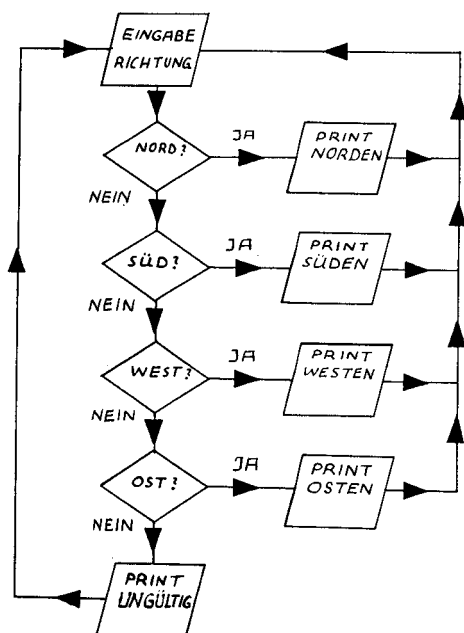 EINGABE
RICHTUNG
NORD?
JA
PRINT
NORDEN
NEIN
SÜD?
JA
PRINT
SÜDEN
NEIN
WEST?
JA
PRINT
WESTEN
NEIN
OST?
JA
PRINT
OSTEN
NEIN
PRINT
UNGÜLTIG